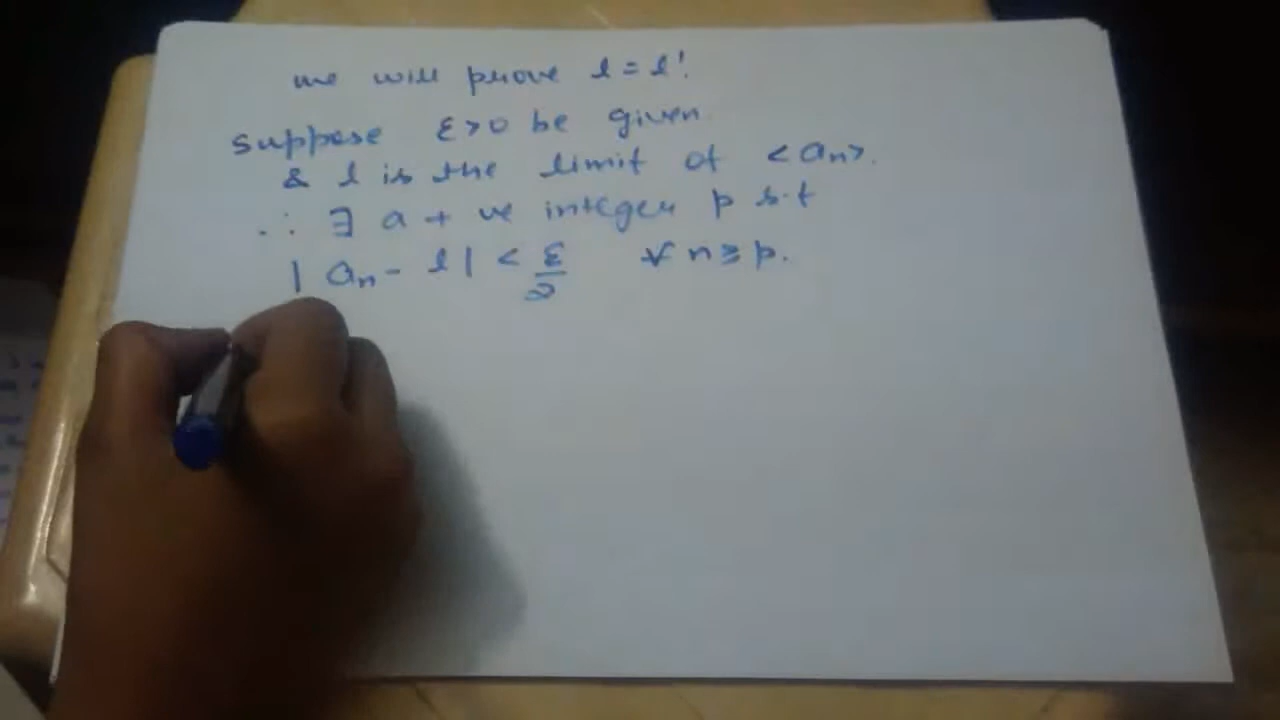 we will prove l = l'.
Suppose ε>0 be given.
& l is the limit of <an>.
∴ ∃ a + ve integer p s.t
| an - l | < ε/2 ∀ n ≥ p.